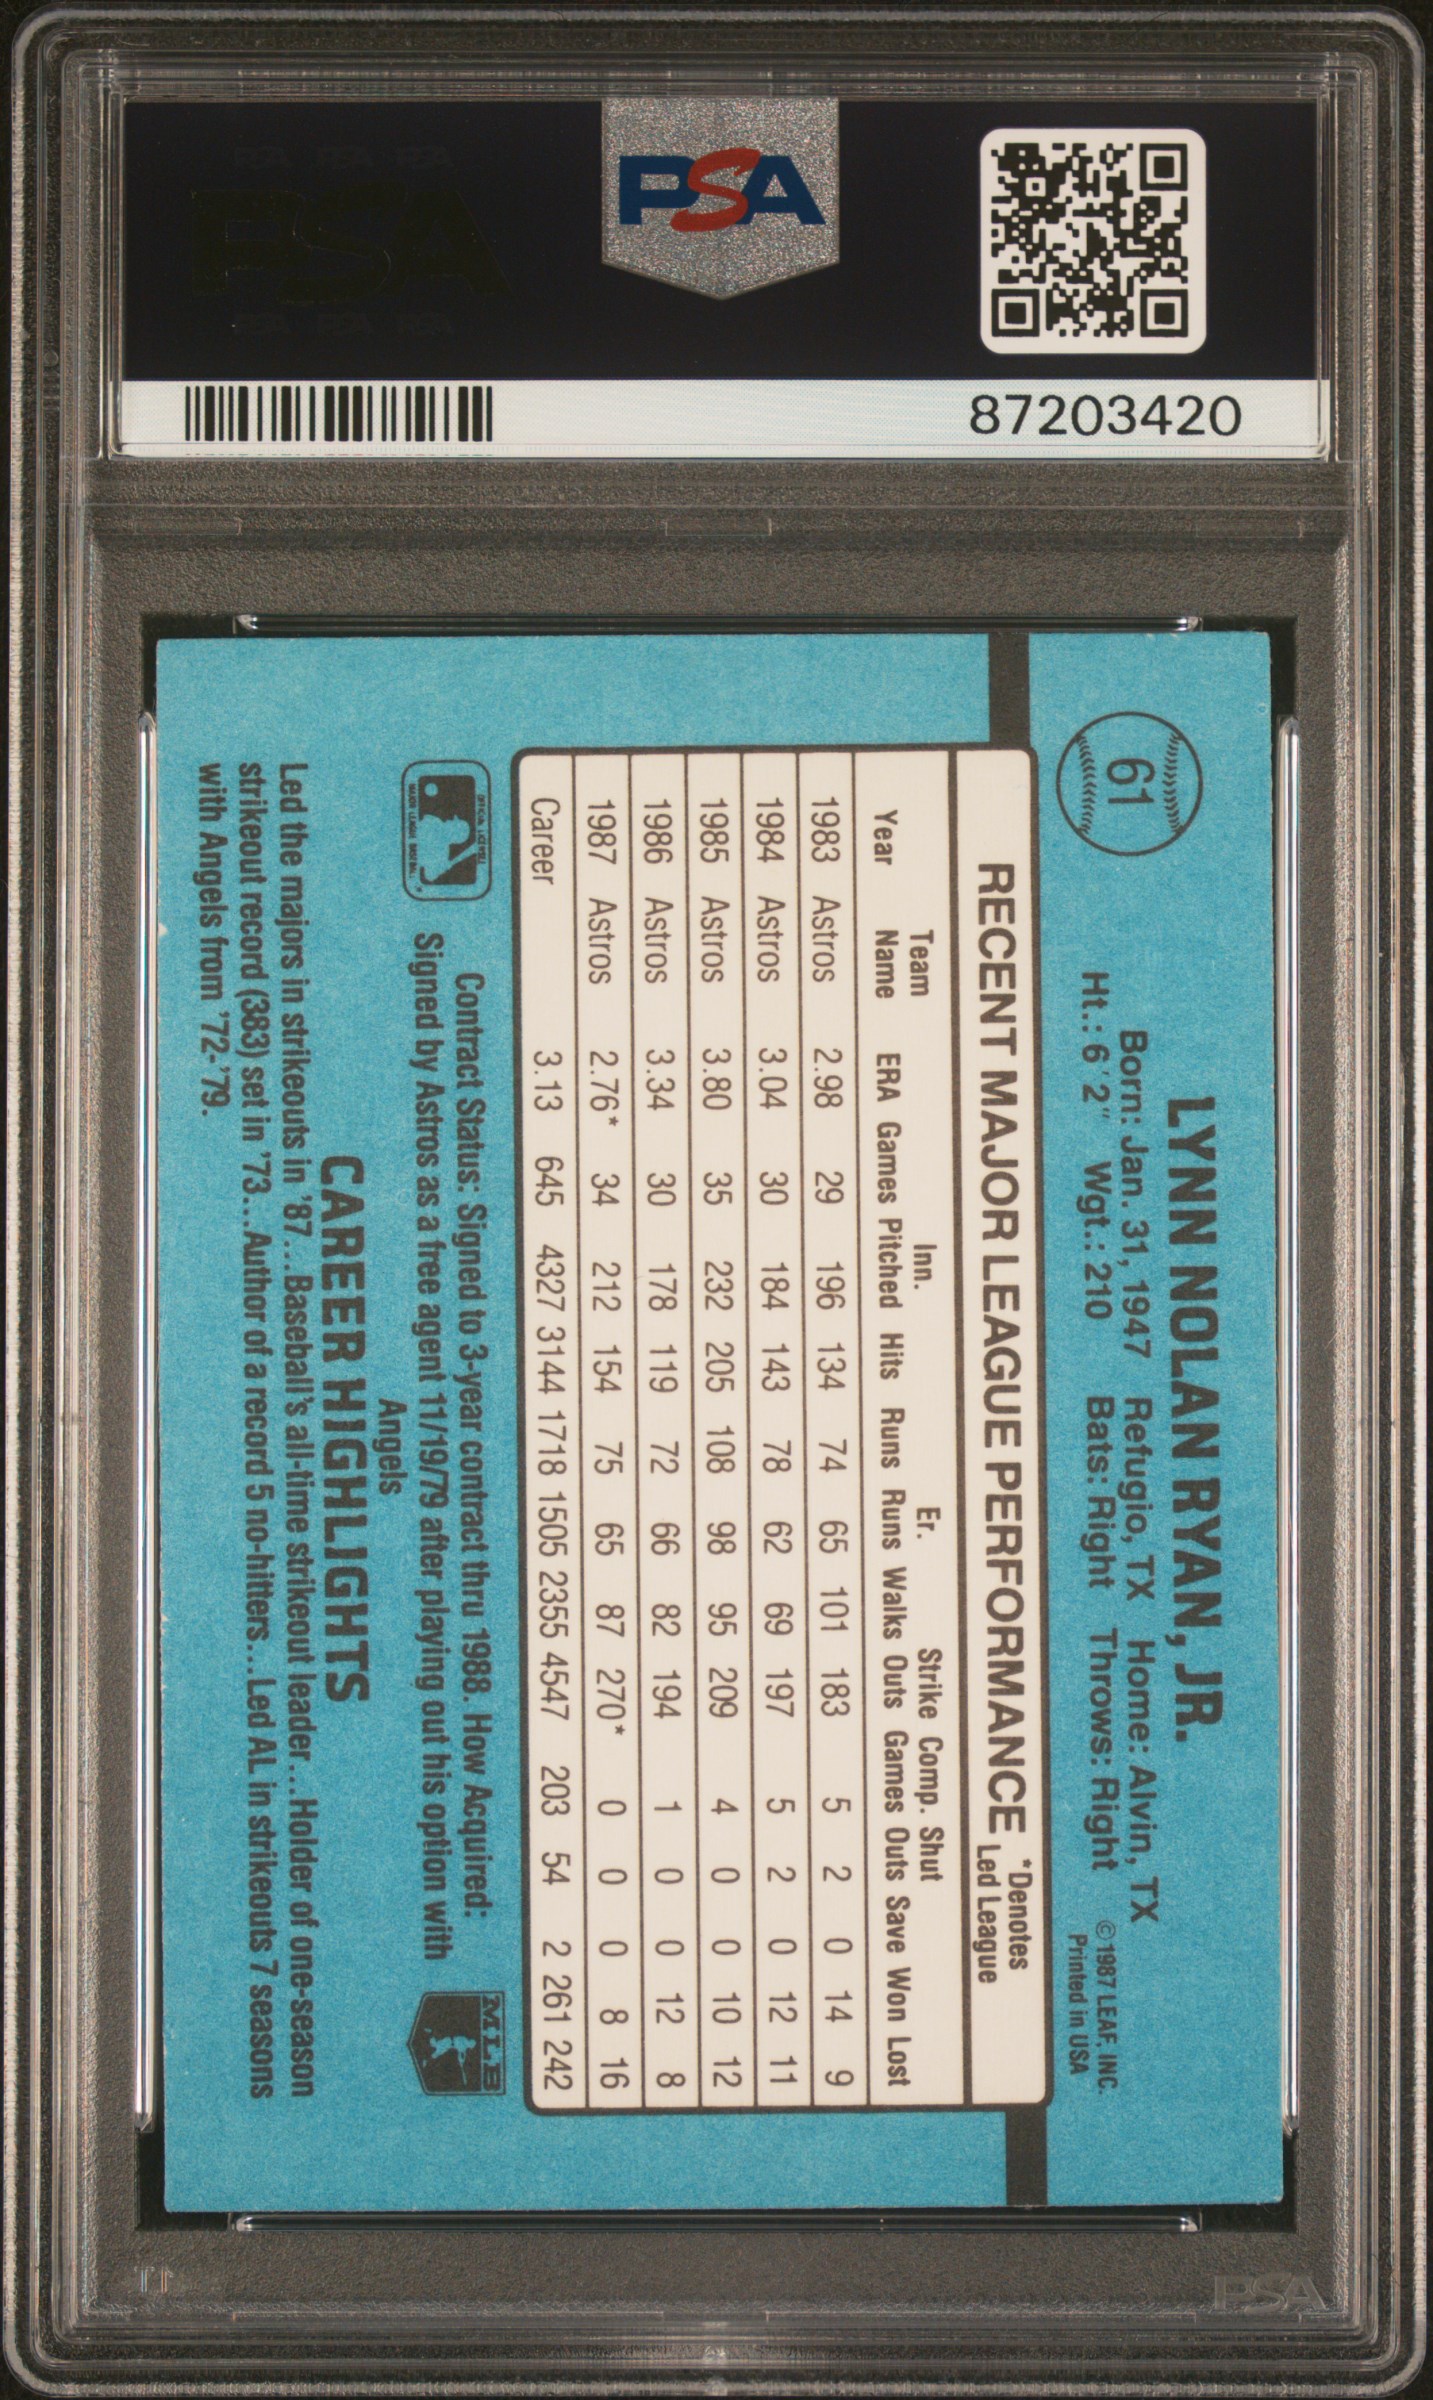 PSA
87203420
61
LYNN NOLAN RYAN, JR.
Born: Jan. 31, 1947 Refugio, TX Home: Alvin, TX
Ht.: 6'2" Wgt.: 210 Bats: Right Throws: Right
© 1987 LEAF, INC.
Printed in USA
RECENT MAJOR LEAGUE PERFORMANCE *Denotes Led League
Year Team Name ERA Games Inn. Pitched Hits Runs Er. Runs Walks Strike Outs Comp. Games Shut Outs Save Won Lost
1983 Astros 2.98 29 196 134 74 65 101 183 5 2 0 14 9
1984 Astros 3.04 30 184 143 78 62 69 197 5 2 0 12 11
1985 Astros 3.80 35 232 205 108 98 95 209 4 0 0 10 12
1986 Astros 3.34 30 178 119 72 66 82 194 1 0 0 12 8
1987 Astros 2.76* 34 212 154 75 65 87 270* 0 0 0 8 16
Career 3.13 645 4327 3144 1718 1505 2355 4547 203 54 2 261 242
Contract Status: Signed to 3-year contract thru 1988. How Acquired:
Signed by Astros as a free agent 11/19/79 after playing out his option with
Angels
MLB
CAREER HIGHLIGHTS
Led the majors in strikeouts in '87...Baseball's all-time strikeout leader...Holder of one-season
strikeout record (383) set in '73...Author of a record 5 no-hitters...Led AL in strikeouts 7 seasons
with Angels from '72-'79.
PSA